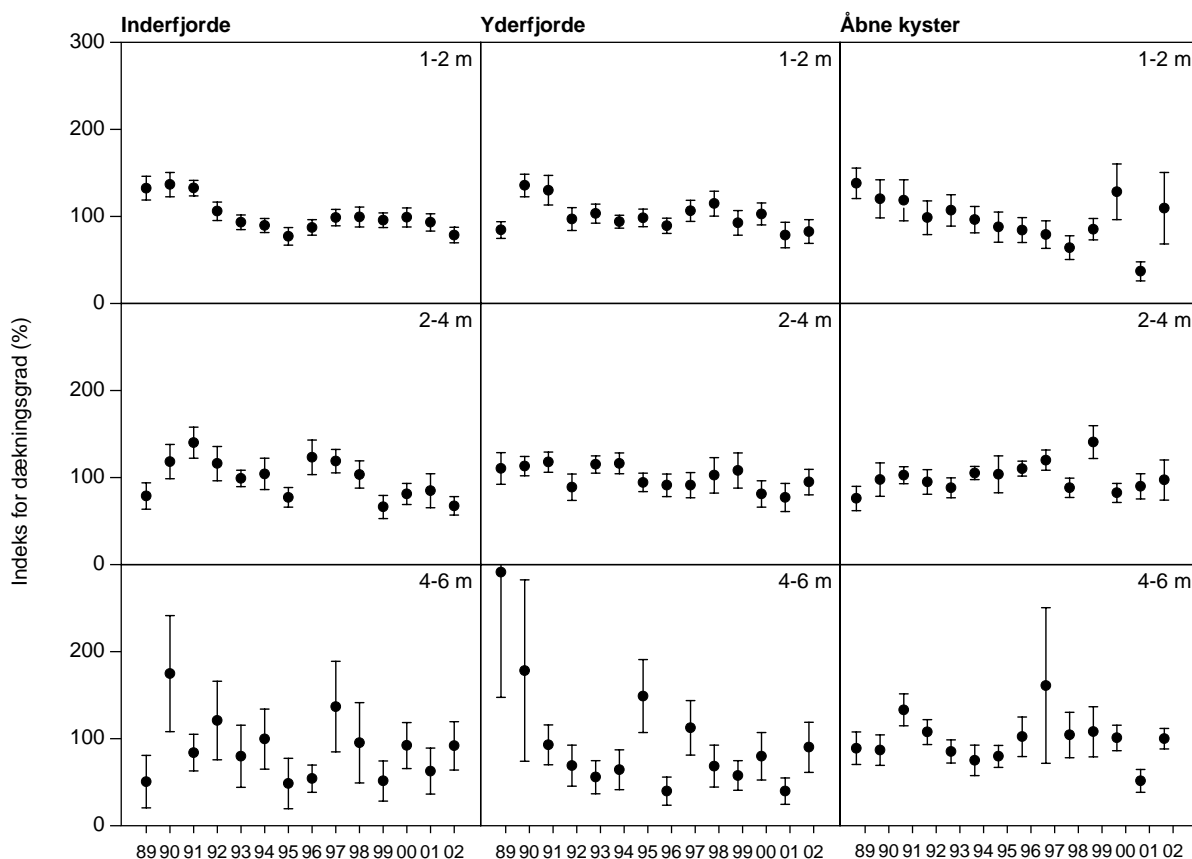 Inderfjorde Yderfjorde Åbne kyster
300 1-2 m 1-2 m 1-2 m
200
100
0
2-4 m 2-4 m 2-4 m
200
100
0
4-6 m 4-6 m 4-6 m
200
100
0
Indeks for dækningsgrad (%)
89 90 91 92 93 94 95 96 97 98 99 00 01 02 89 90 91 92 93 94 95 96 97 98 99 00 01 02 89 90 91 92 93 94 95 96 97 98 99 00 01 02